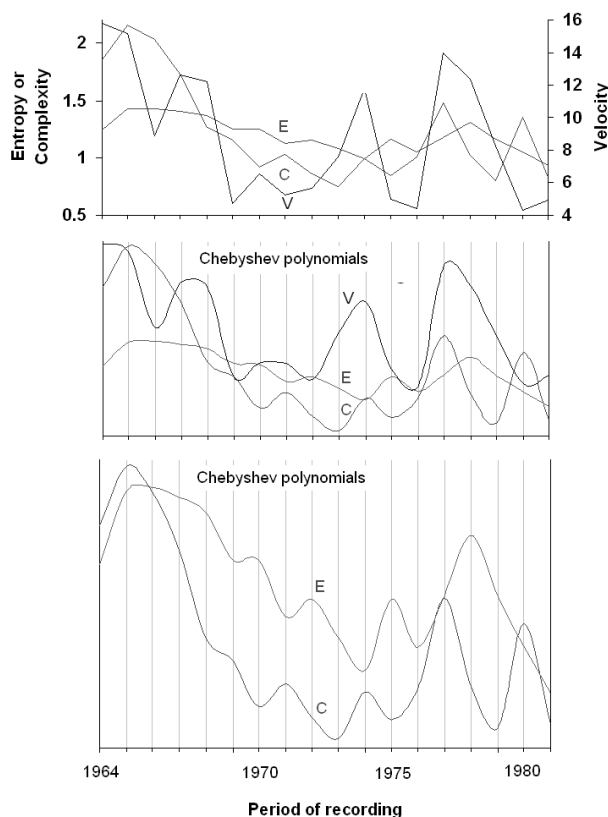 Entropy or
Complexity
2
1.5
1
0.5
E
C
V
16
14
12
10
8
6
4
Velocity
Chebyshev polynomials
V
E
C
Chebyshev polynomials
E
C
1964 1970 1975 1980
Period of recording